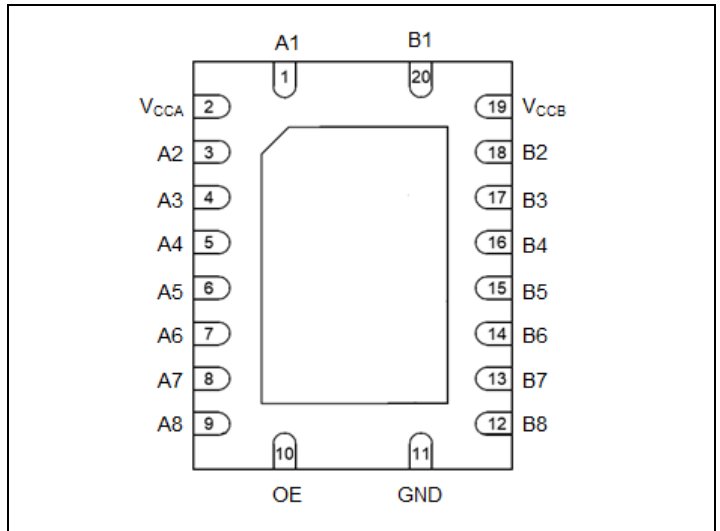 A1 B1
1 20
VCCA 2 19 VCCB
A2 3 18 B2
A3 4 17 B3
A4 5 16 B4
A5 6 15 B5
A6 7 14 B6
A7 8 13 B7
A8 9 12 B8
10 11
OE GND